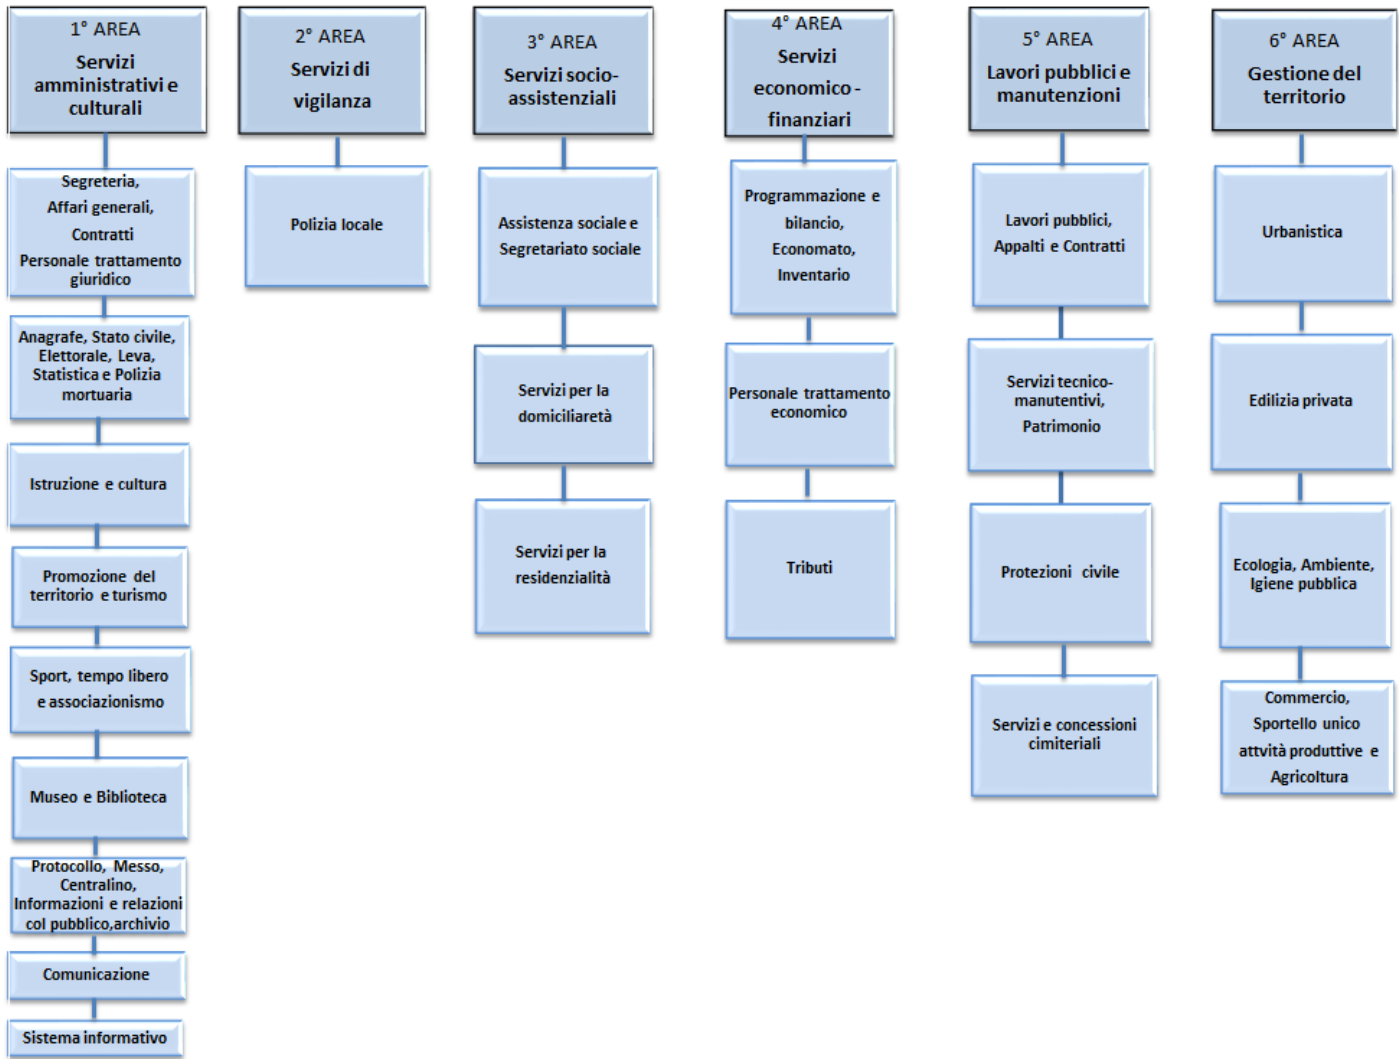 1° AREA
Servizi
amministrativi e
culturali
Segreteria,
Affari generali,
Contratti
Personale trattamento
giuridico
Anagrafe, Stato civile,
Elettorale, Leva,
Statistica e Polizia
mortuaria
Istruzione e cultura
Promozione del
territorio e turismo
Sport, tempo libero
e associazionismo
Museo e Biblioteca
Protocollo, Messo,
Centralino,
Informazioni e relazioni
col pubblico,archivio
Comunicazione
Sistema informativo
2° AREA
Servizi di
vigilanza
Polizia locale
3° AREA
Servizi socio-
assistenziali
Assistenza sociale e
Segretariato sociale
Servizi per la
domiciliaretà
Servizi per la
residenzialità
4° AREA
Servizi
economico -
finanziari
Programmazione e
bilancio,
Economato,
Inventario
Personale trattamento
economico
Tributi
5° AREA
Lavori pubblici e
manutenzioni
Lavori pubblici,
Appalti e Contratti
Servizi tecnico-
manutentivi,
Patrimonio
Protezioni civile
Servizi e concessioni
cimiteriali
6° AREA
Gestione del
territorio
Urbanistica
Edilizia privata
Ecologia, Ambiente,
Igiene pubblica
Commercio,
Sportello unico
attvità produttive e
Agricoltura